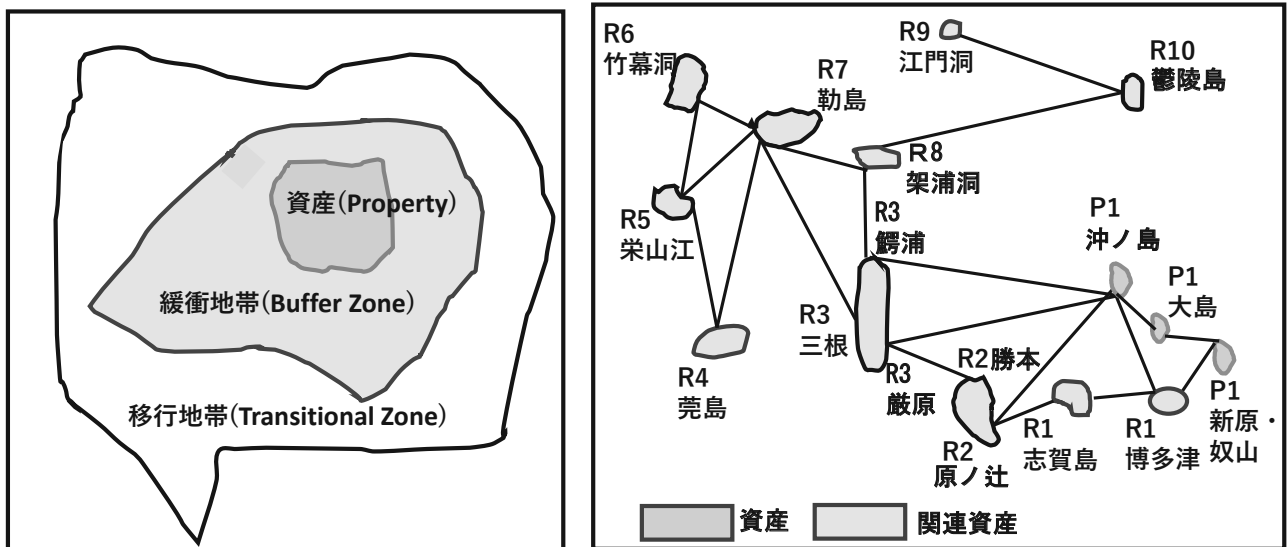 資産(Property)
緩衝地帯(Buffer Zone)
移行地帯(Transitional Zone)
R6
竹幕洞
R7
勒島
R9
江門洞
R10
鬱陵島
R8
架浦洞
R5
栄山江
R3
鰐浦
P1
沖ノ島
P1
大島
R3
三根
R4
莞島
R3
厳原
R2勝本
R2
原ノ辻
R1
志賀島
R1
博多津
P1
新原・
奴山
資産
関連資産